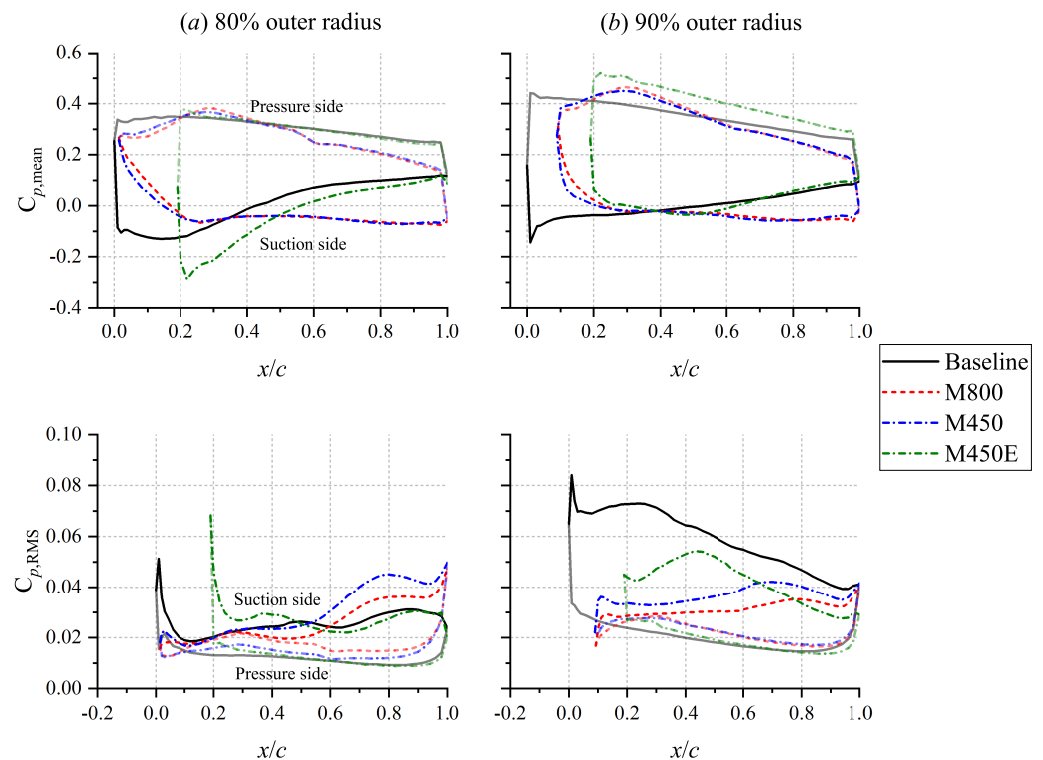 (a) 80% outer radius
(b) 90% outer radius
0.6
0.4
0.2
0.0
-0.2
-0.4
Cp,mean
Pressure side
Suction side
0.0 0.2 0.4 0.6 0.8 1.0
0.0 0.2 0.4 0.6 0.8 1.0
x/c
x/c
Baseline
M800
M450
M450E
0.10
0.08
0.06
0.04
0.02
0.00
Cp,RMS
Suction side
Pressure side
-0.2 0.0 0.2 0.4 0.6 0.8 1.0
-0.2 0.0 0.2 0.4 0.6 0.8 1.0
x/c
x/c